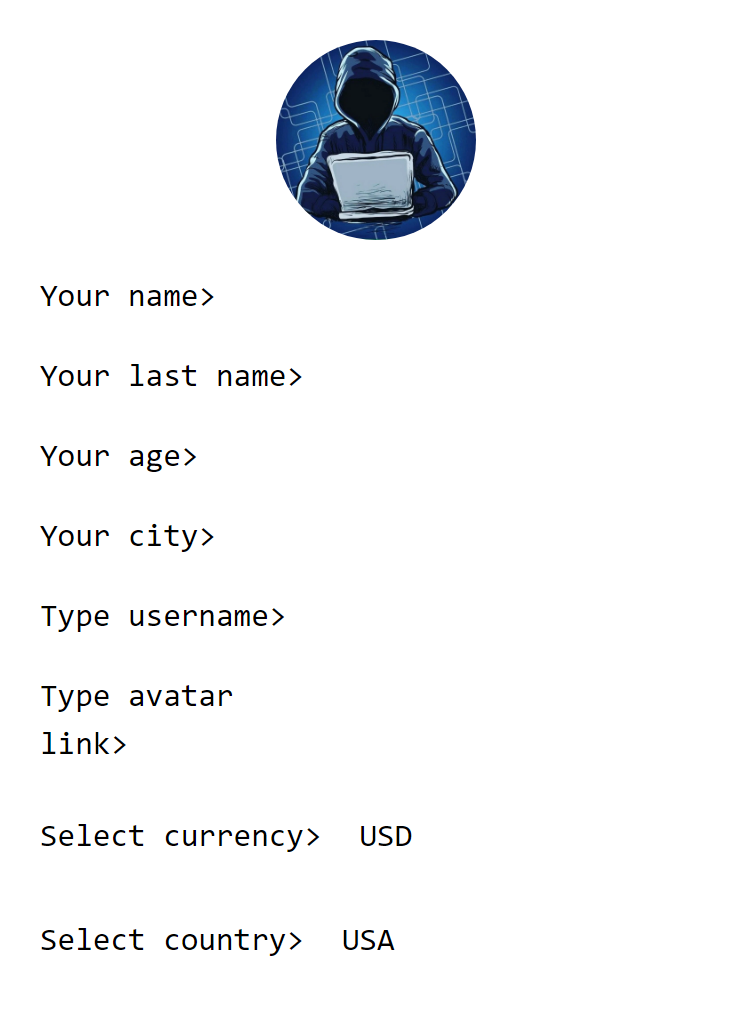 Your name>
Your last name>
Your age>
Your city>
Type username>
Type avatar
link>
Select currency> USD
Select country> USA